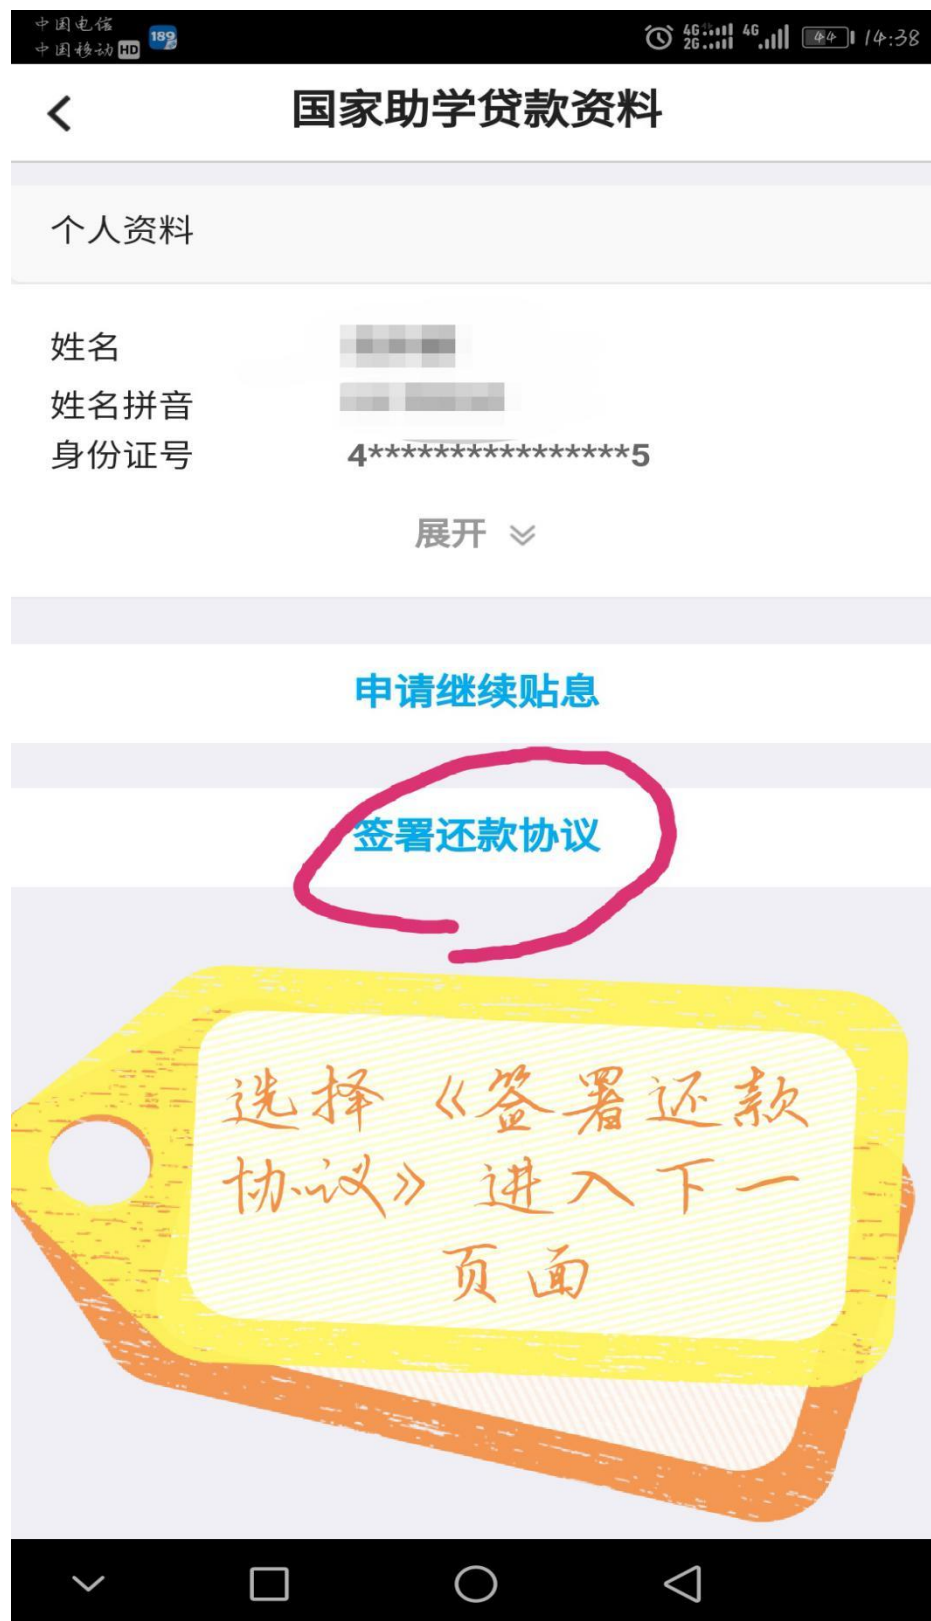 中国电信
中国移动 HD 189
4G 2G 4G 44 14:38
国家助学贷款资料
个人资料
姓名
姓名拼音
身份证号 4****************5
展开
申请继续贴息
签署还款协议
选择《签署还款
协议》进入下一
页面